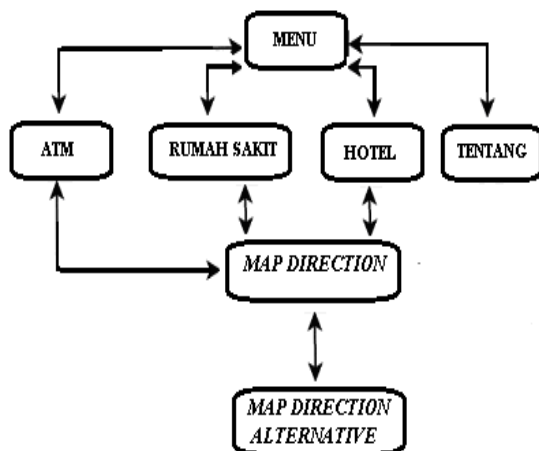 MENU
ATM
RUMAH SAKIT
HOTEL
TENTANG
MAP DIRECTION
MAP DIRECTION
ALTERNATIVE